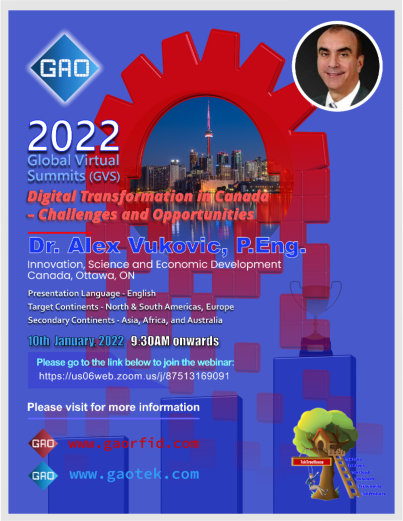 GAO
2022
Global Virtual
Summits (GVS)
Digital Transformation in Canada
– Challenges and Opportunities
Dr. Alex Vukovic, P.Eng.
Innovation, Science and Economic Development
Canada, Ottawa, ON
Presentation Language - English
Target Continents - North & South Americas, Europe
Secondary Continents - Asia, Africa, and Australia
10th January 2022 9:30AM onwards
Please go to the link below to join the webinar:
https://us06web.zoom.us/j/87513169091
Please visit for more information
GAO www.gaorfid.com
GAO www.gaotek.com
TekTreeHouse